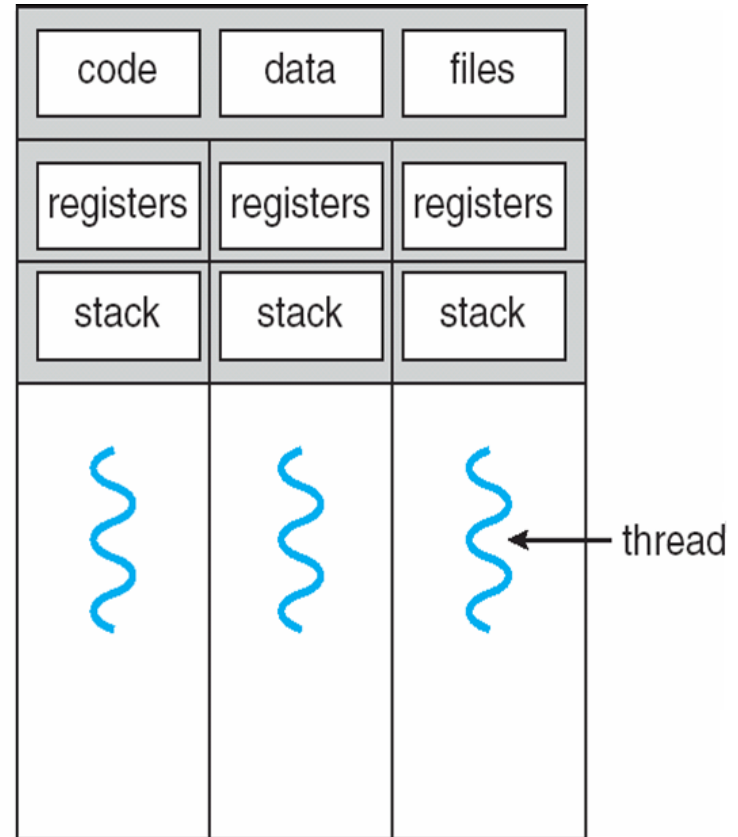 code data files
registers registers registers
stack stack stack
thread